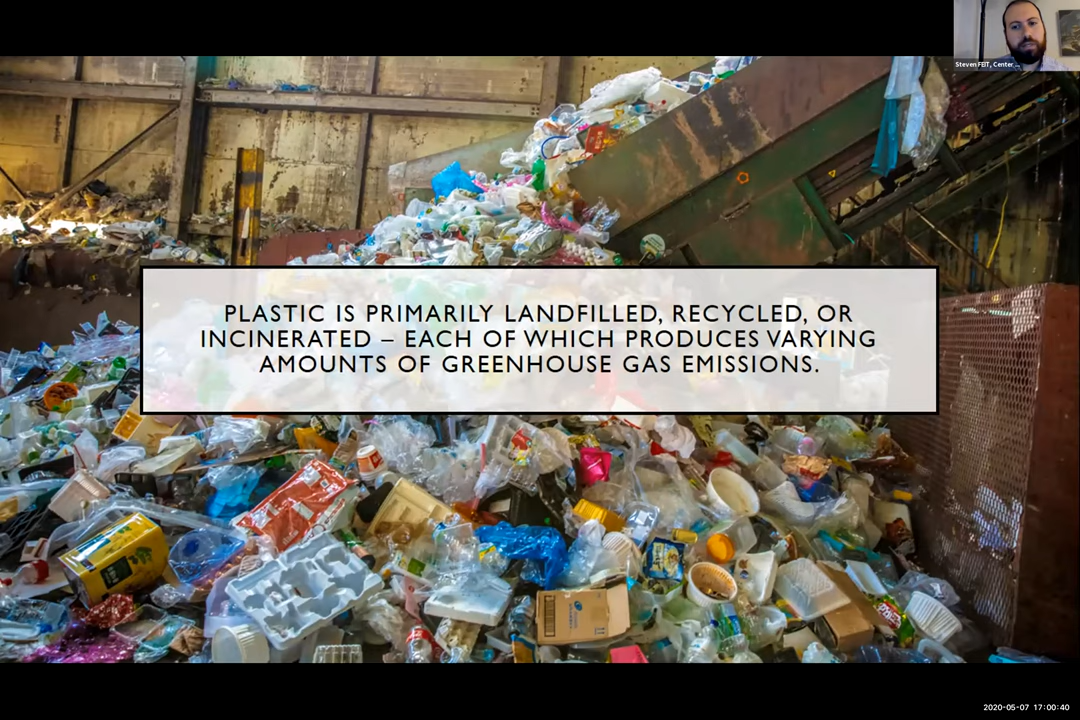 Steven FEIT, Center ...
PLASTIC IS PRIMARILY LANDFILLED, RECYCLED, OR
INCINERATED – EACH OF WHICH PRODUCES VARYING
AMOUNTS OF GREENHOUSE GAS EMISSIONS.
2020-05-07 17:00:40